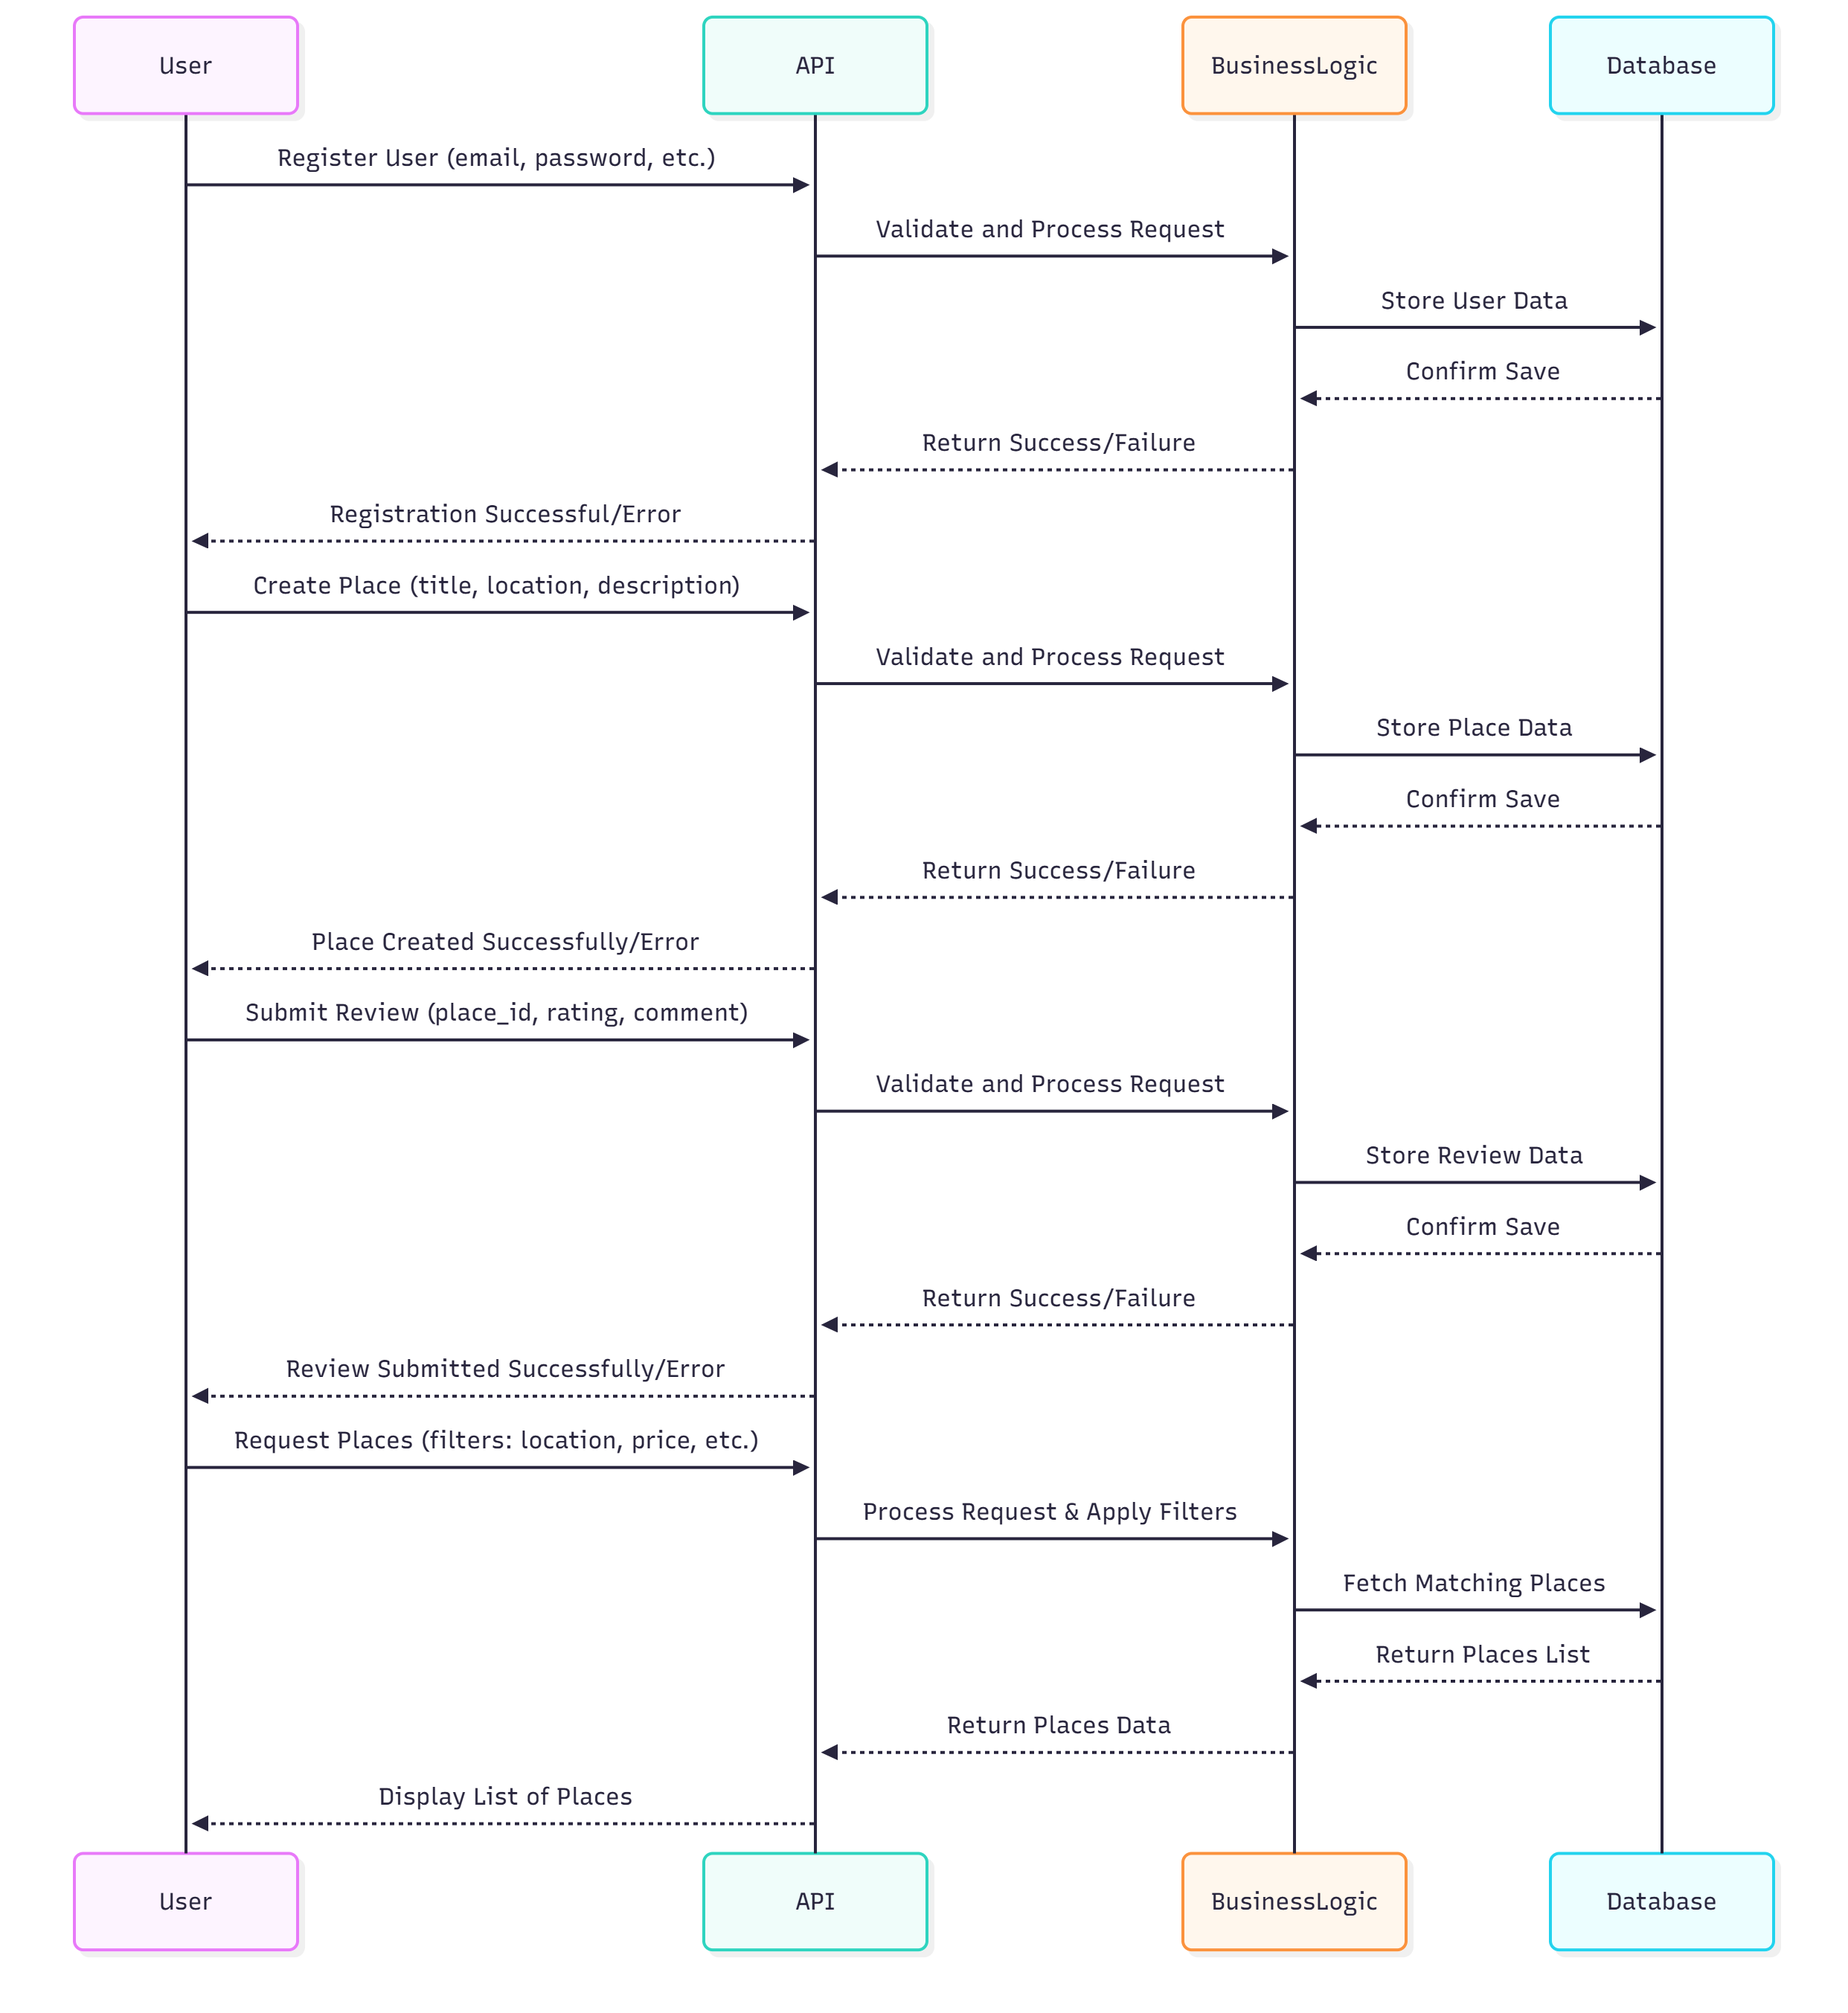 User
API
BusinessLogic
Database
Register User (email, password, etc.)
Validate and Process Request
Store User Data
Confirm Save
Return Success/Failure
Registration Successful/Error
Create Place (title, location, description)
Validate and Process Request
Store Place Data
Confirm Save
Return Success/Failure
Place Created Successfully/Error
Submit Review (place_id, rating, comment)
Validate and Process Request
Store Review Data
Confirm Save
Return Success/Failure
Review Submitted Successfully/Error
Request Places (filters: location, price, etc.)
Process Request & Apply Filters
Fetch Matching Places
Return Places List
Return Places Data
Display List of Places
User
API
BusinessLogic
Database